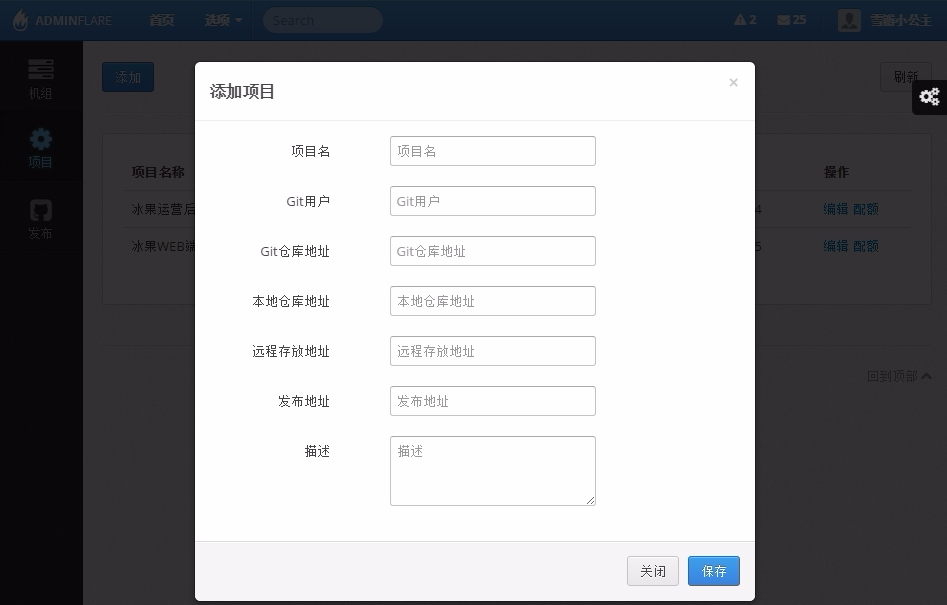 ADMINFLARE 首页 选项 Search 2 25 雪縂小公主
机组
项目
发布
添加
刷新
项目名称 操作
冰果运营后 4 编辑 配额
冰果WEB端 5 编辑 配额
回到顶部
添加项目 ×
项目名 项目名
Git用户 Git用户
Git仓库地址 Git仓库地址
本地仓库地址 本地仓库地址
远程存放地址 远程存放地址
发布地址 发布地址
描述 描述
关闭 保存